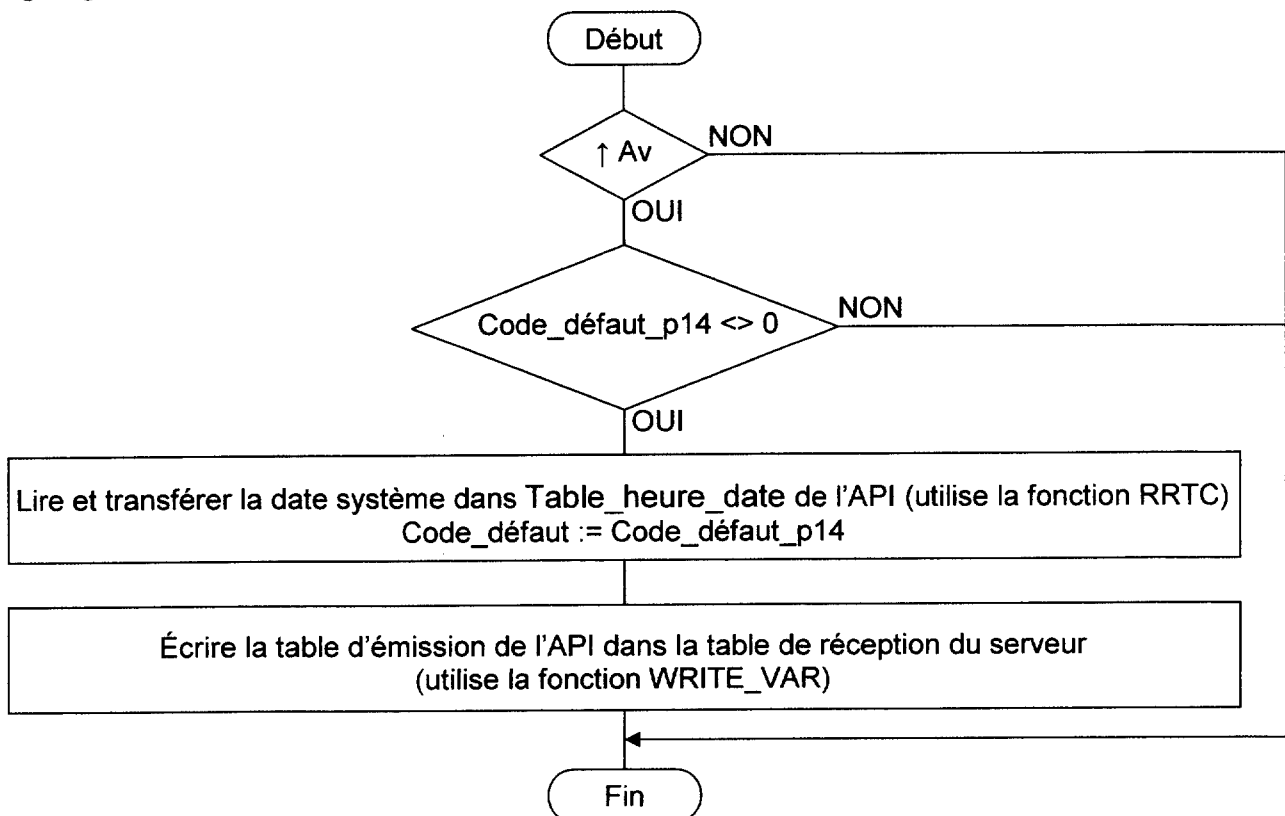 Début
↑ Av
NON
OUI
Code_défaut_p14 <> 0
NON
OUI
Lire et transférer la date système dans Table_heure_date de l'API (utilise la fonction RRTC)
Code_défaut := Code_défaut_p14
Écrire la table d'émission de l'API dans la table de réception du serveur
(utilise la fonction WRITE_VAR)
Fin